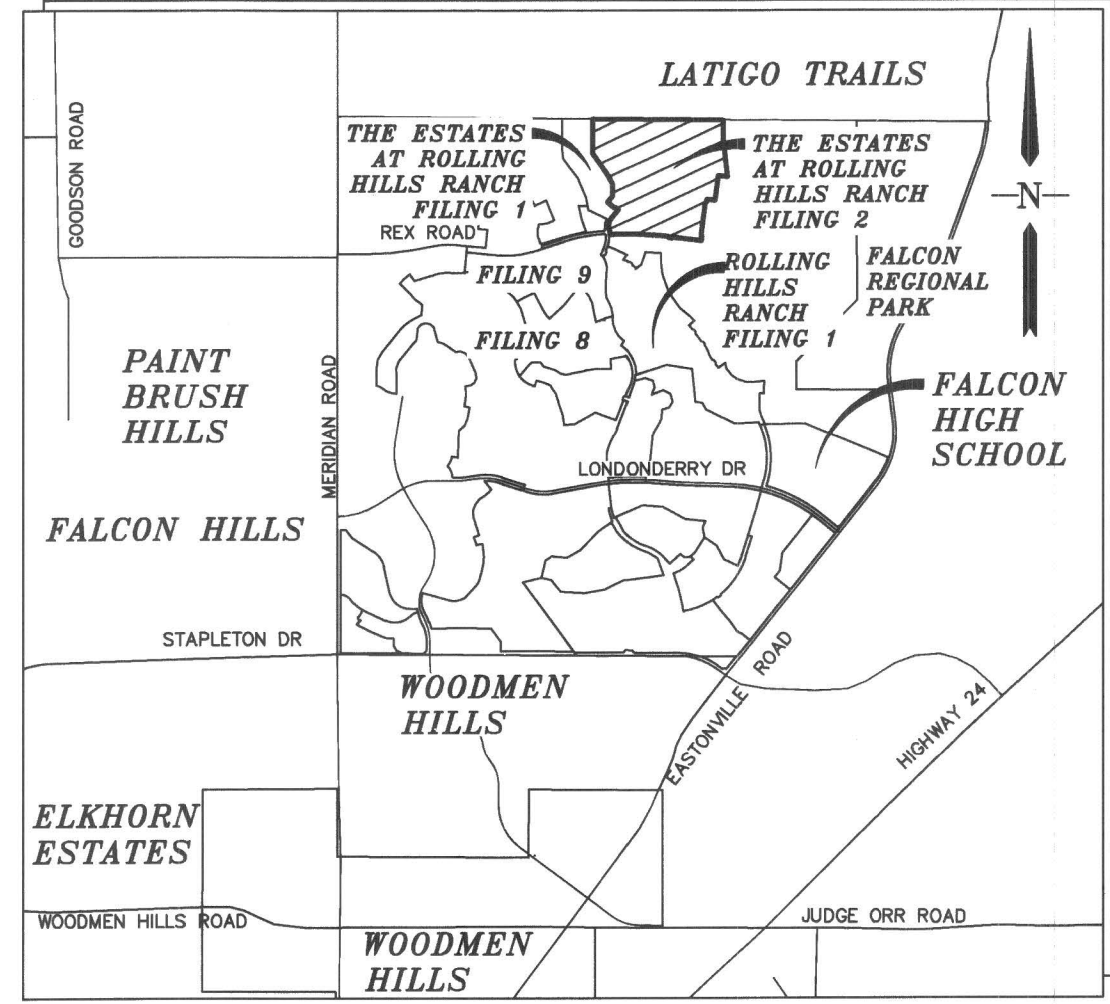 LATIGO TRAILS
GOODSON ROAD
THE ESTATES
AT ROLLING
HILLS RANCH
FILING 1
THE ESTATES
AT ROLLING
HILLS RANCH
FILING 2
N
REX ROAD
FILING 9
ROLLING
HILLS
RANCH
FILING 1
FALCON
REGIONAL
PARK
FILING 8
PAINT
BRUSH
HILLS
MERIDIAN ROAD
FALCON
HIGH
SCHOOL
LONDONDERRY DR
FALCON HILLS
STAPLETON DR
WOODMEN
HILLS
EASTONVILLE ROAD
HIGHWAY 24
ELKHORN
ESTATES
WOODMEN HILLS ROAD
JUDGE ORR ROAD
WOODMEN
HILLS